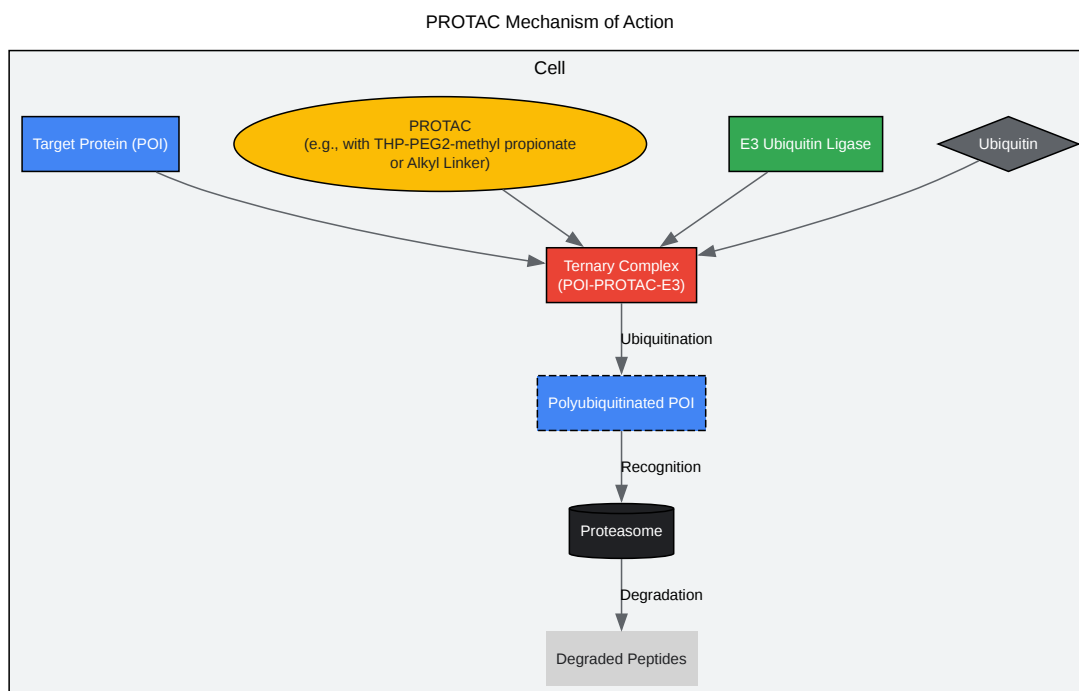 PROTAC Mechanism of Action
Cell
Target Protein (POI)
PROTAC
(e.g., with THP-PEG2-methyl propionate
or Alkyl Linker)
E3 Ubiquitin Ligase
Ubiquitin
Ternary Complex
(POI-PROTAC-E3)
Ubiquitination
Polyubiquitinated POI
Recognition
Proteasome
Degradation
Degraded Peptides